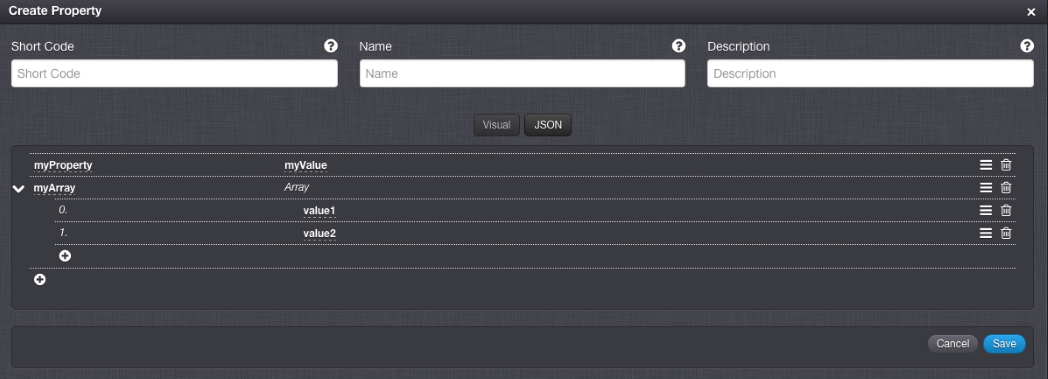 Create Property
Short Code
Name
Description
Short Code
Name
Description
Visual
JSON
myProperty myValue
myArray Array
0. value1
1. value2
Cancel Save